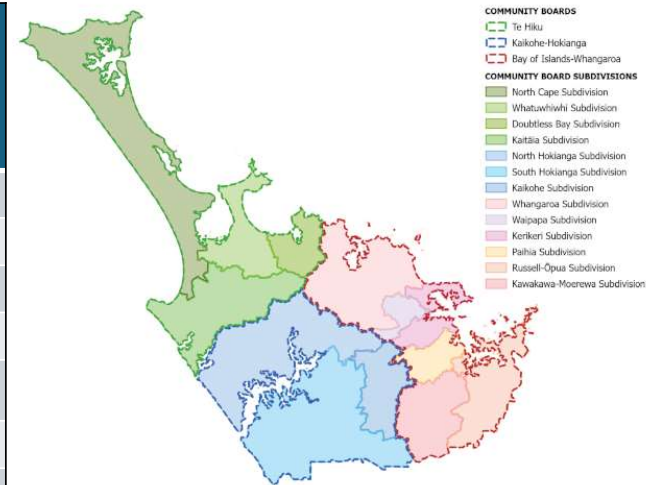 COMMUNITY BOARDS
Te Hiku
Kaikohe-Hokianga
Bay of Islands-Whangaroa
COMMUNITY BOARD SUBDIVISIONS
North Cape Subdivision
Whatuwhiwhi Subdivision
Doubtless Bay Subdivision
Kaitāia Subdivision
North Hokianga Subdivision
South Hokianga Subdivision
Kaikohe Subdivision
Whangaroa Subdivision
Waipapa Subdivision
Kerikeri Subdivision
Paihia Subdivision
Russell-Ōpua Subdivision
Kawakawa-Moerewa Subdivision